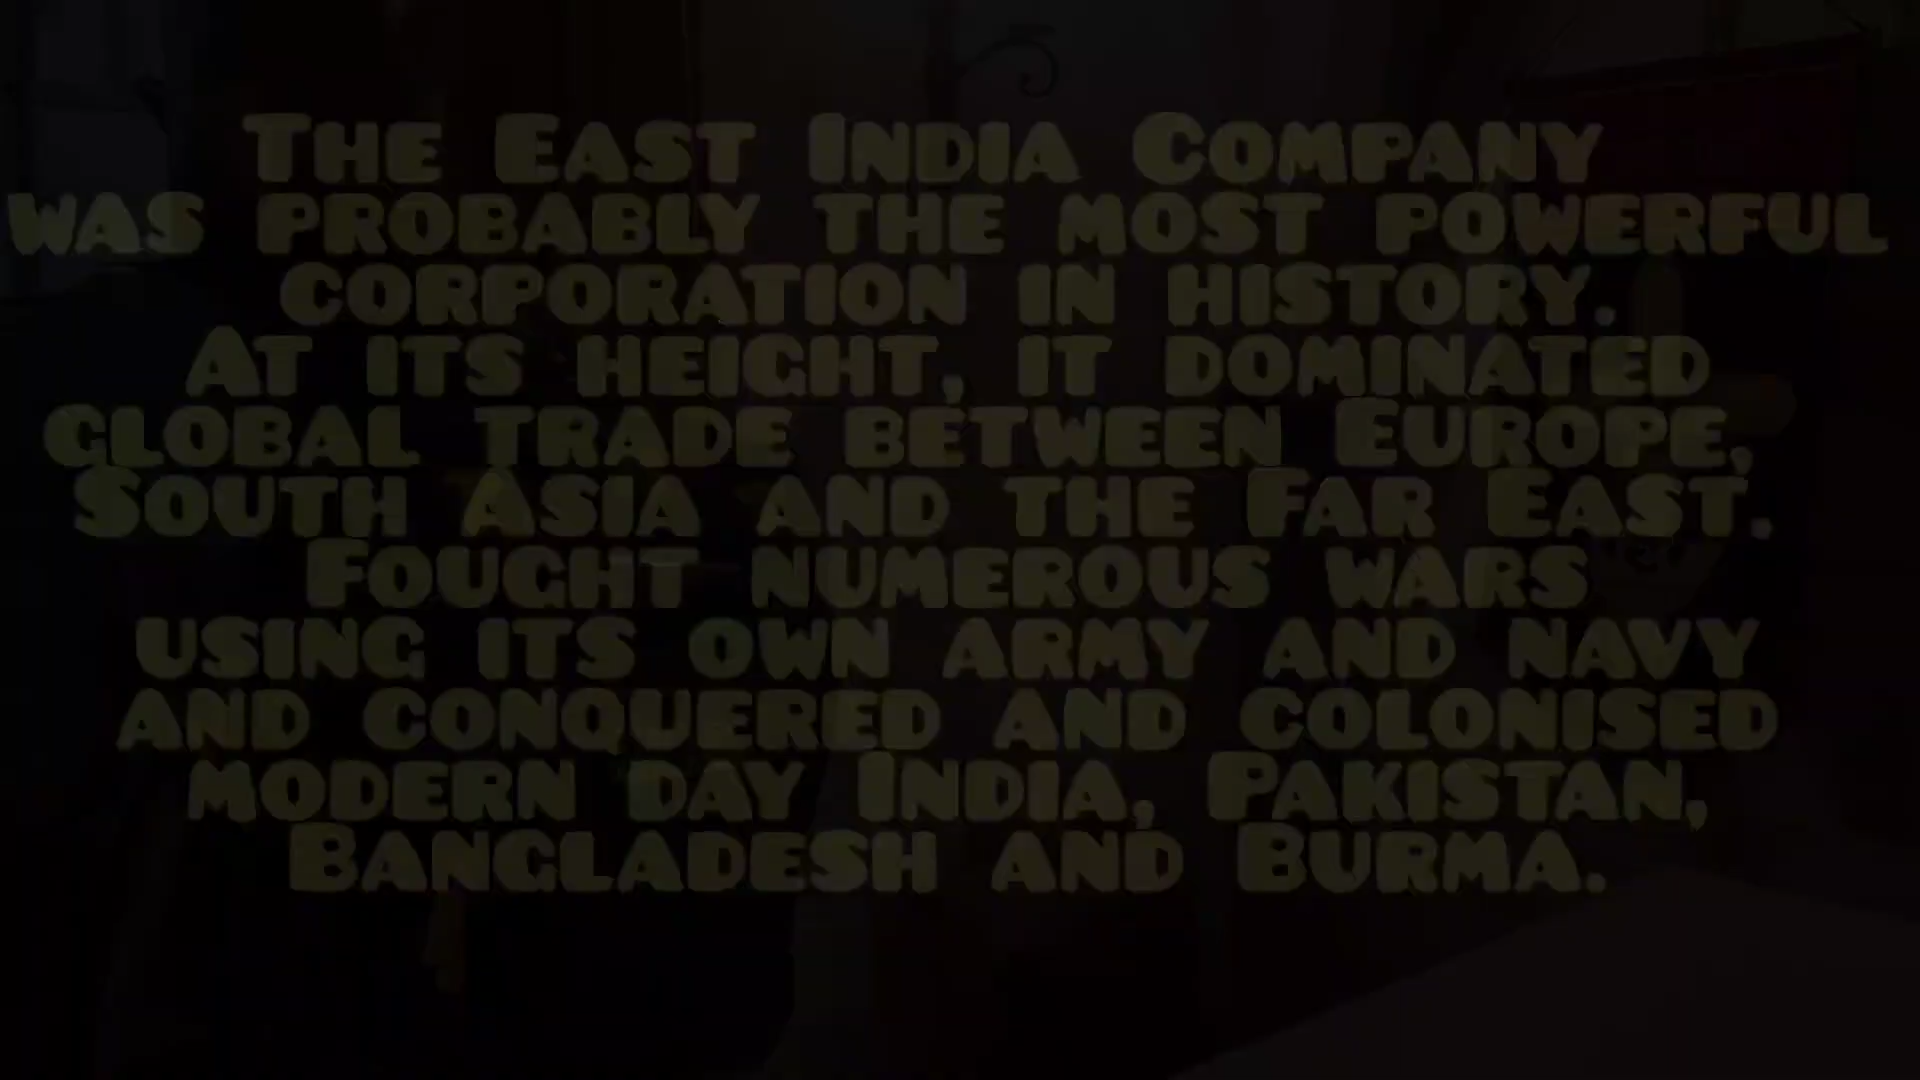 The East India Company
was probably the most powerful
corporation in history.
At its height, it dominated
global trade between Europe,
South Asia and the Far East.
Fought numerous wars
using its own army and navy
and conquered and colonised
modern day India, Pakistan,
Bangladesh and Burma.